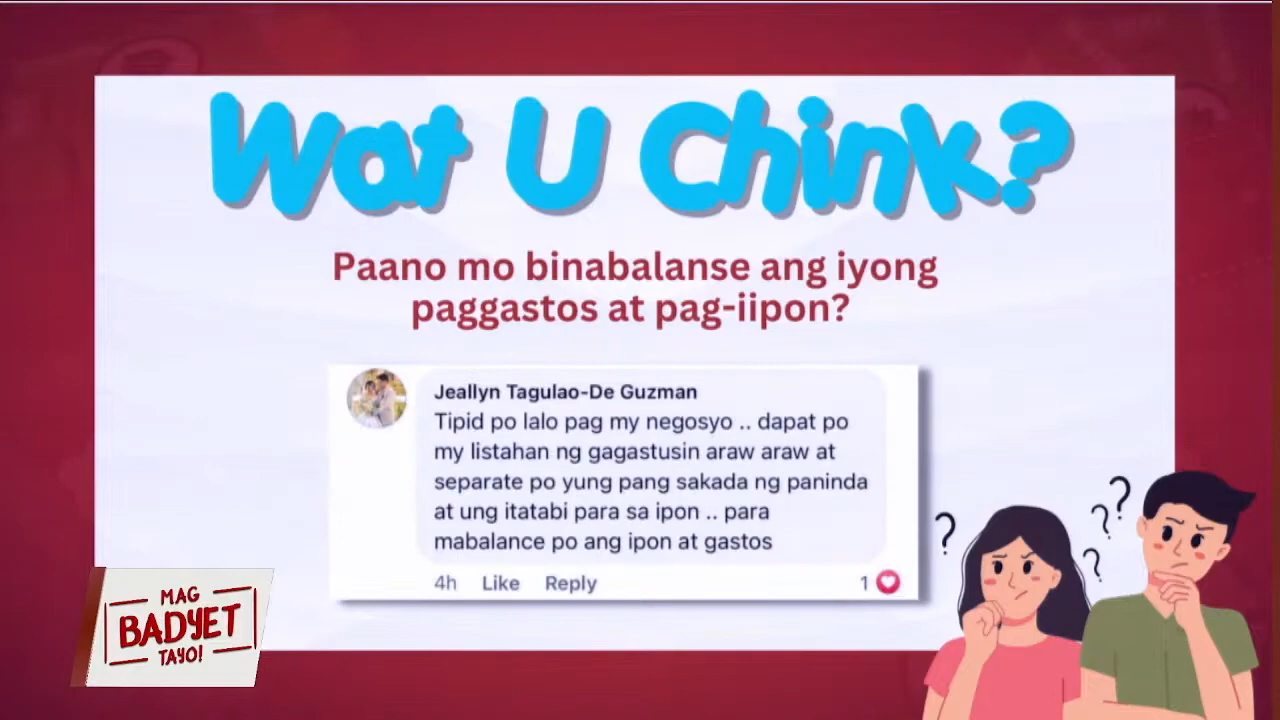 Wat U Chink?
Paano mo binabalanse ang iyong
paggastos at pag-iipon?
Jeallyn Tagulao-De Guzman
Tipid po lalo pag my negosyo .. dapat po
my listahan ng gagastusin araw araw at
separate po yung pang sakada ng paninda
at ung itatabi para sa ipon .. para
mabalance po ang ipon at gastos
4h Like Reply 1
? ? ? ?
MAG
BADYET
TAYO!